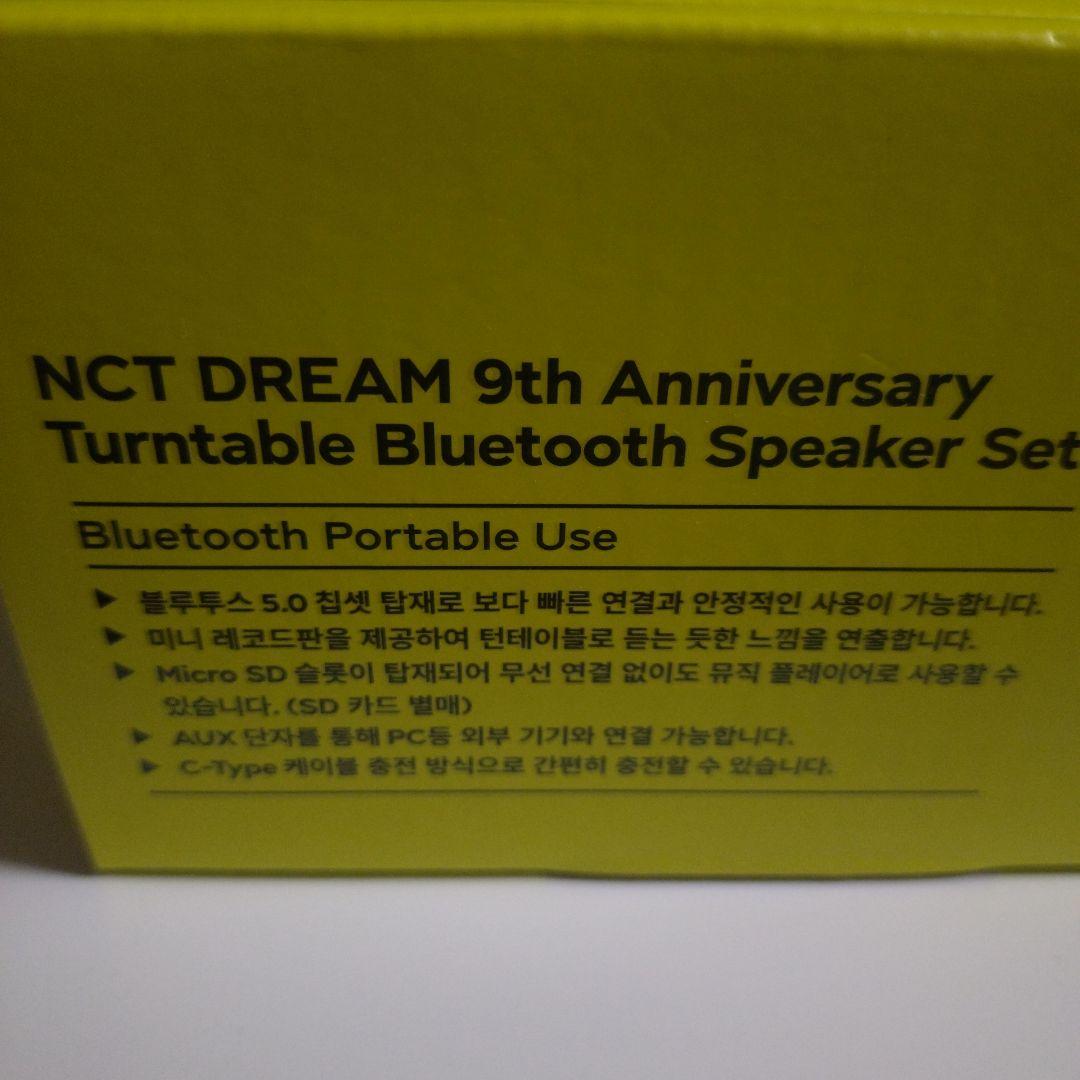 NCT DREAM 9th Anniversary
Turntable Bluetooth Speaker Set
Bluetooth Portable Use
▶ 블루투스 5.0 칩셋 탑재로 보다 빠른 연결과 안정적인 사용이 가능합니다.
▶ 미니 레코드판을 제공하여 턴테이블로 듣는 듯한 느낌을 연출합니다.
▶ Micro SD 슬롯이 탑재되어 무선 연결 없이도 뮤직 플레이어로 사용할 수
있습니다. (SD 카드 별매)
▶ AUX 단자를 통해 PC등 외부 기기와 연결 가능합니다.
▶ C-Type 케이블 충전 방식으로 간편히 충전할 수 있습니다.